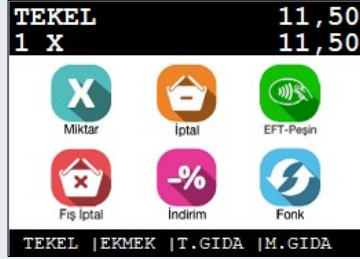 TEKEL 11,50
1 X 11,50
X
Miktar İptal EFT-Peşin
-%
Fiş İptal İndirim Fonk
TEKEL |EKMEK |T.GIDA |M.GIDA